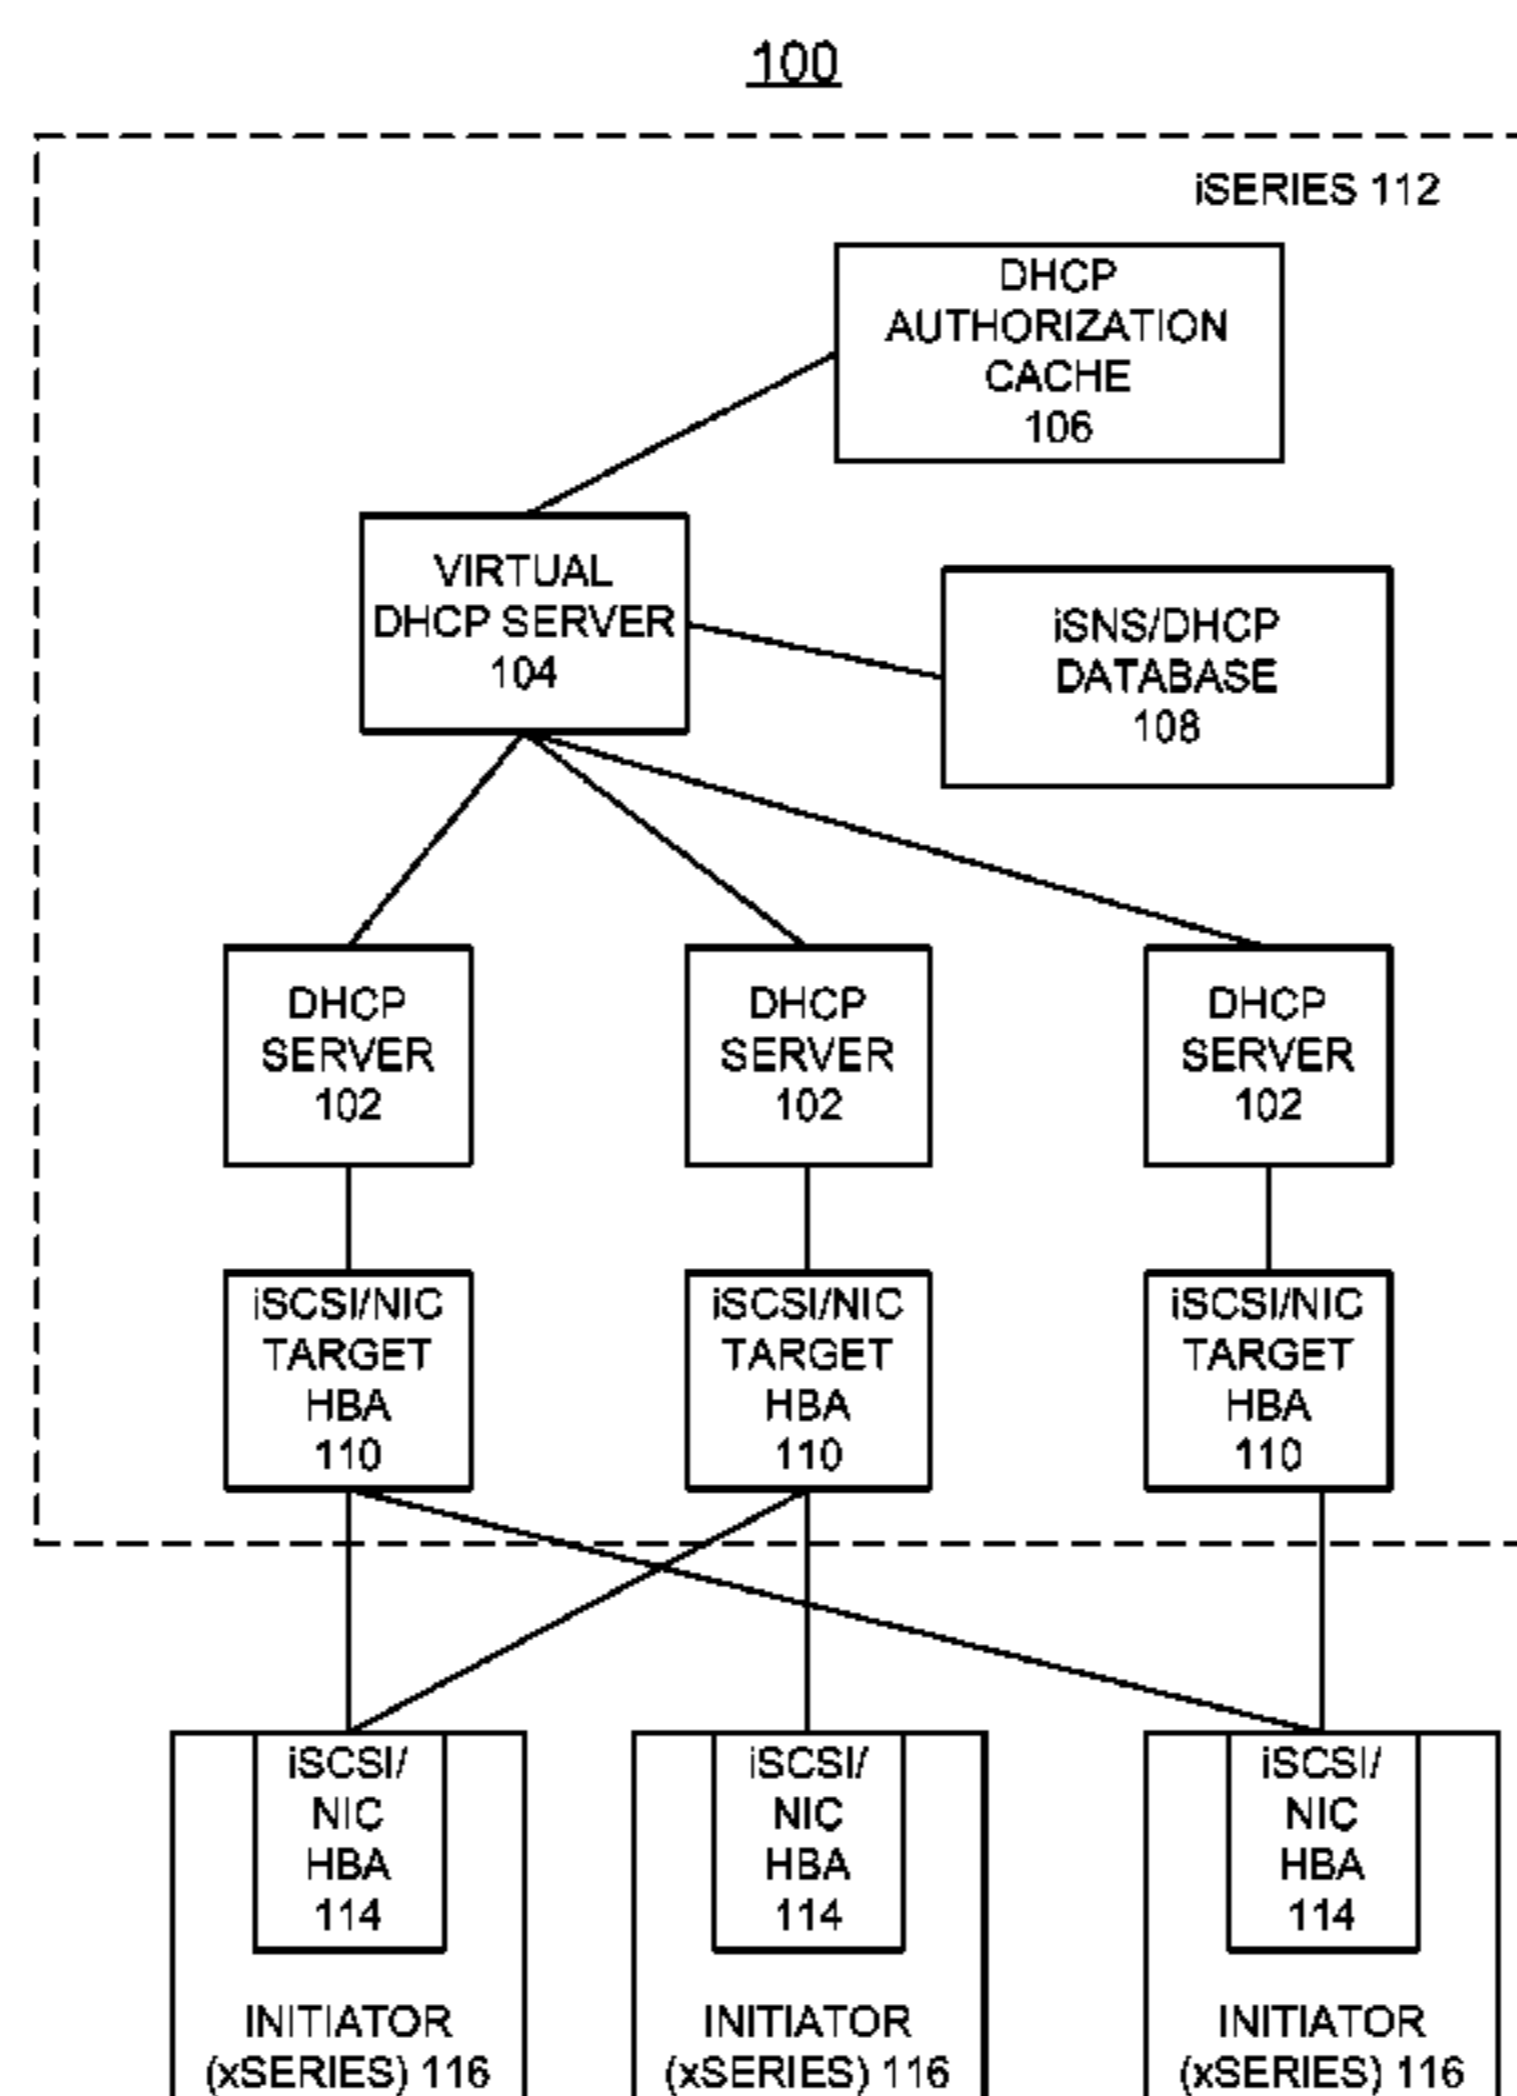 100
iSERIES 112
DHCP
AUTHORIZATION
CACHE
106
VIRTUAL
DHCP SERVER
104
iSNS/DHCP
DATABASE
108
DHCP
SERVER
102
DHCP
SERVER
102
DHCP
SERVER
102
iSCSI/NIC
TARGET
HBA
110
iSCSI/NIC
TARGET
HBA
110
iSCSI/NIC
TARGET
HBA
110
iSCSI/
NIC
HBA
114
INITIATOR
(xSERIES) 116
iSCSI/
NIC
HBA
114
INITIATOR
(xSERIES) 116
iSCSI/
NIC
HBA
114
INITIATOR
(xSERIES) 116